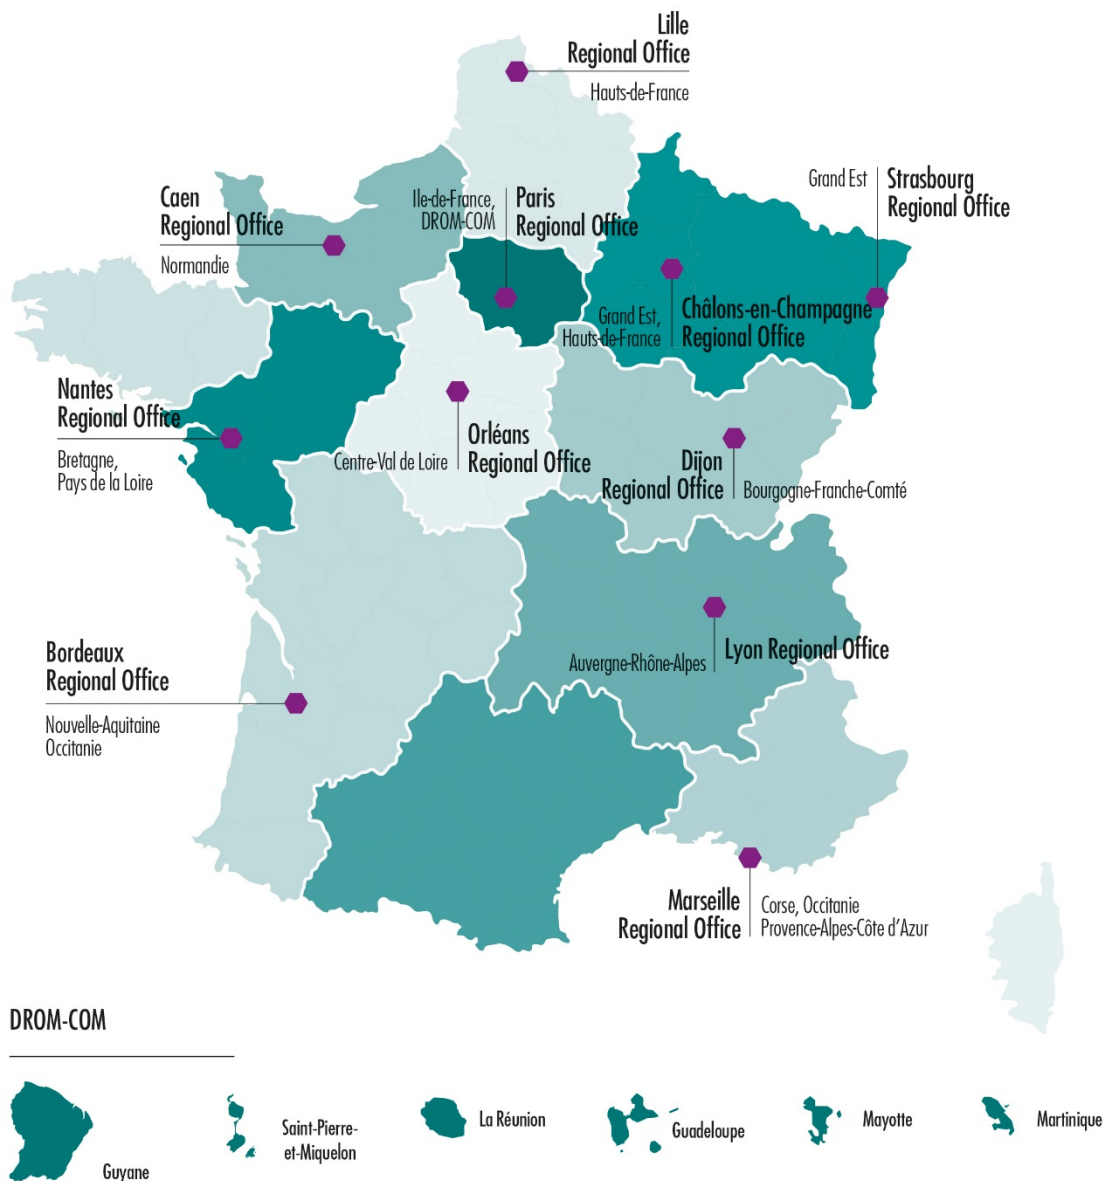 Lille
Regional Office
Hauts-de-France
Caen
Regional Office
Normandie
Ile-de-France,
DROM-COM
Paris
Regional Office
Grand Est
Strasbourg
Regional Office
Grand Est,
Hauts-de-France
Châlons-en-Champagne
Regional Office
Nantes
Regional Office
Bretagne,
Pays de la Loire
Centre-Val de Loire
Orléans
Regional Office
Dijon
Regional Office
Bourgogne-Franche-Comté
Bordeaux
Regional Office
Nouvelle-Aquitaine
Occitanie
Auvergne-Rhône-Alpes
Lyon Regional Office
Marseille
Regional Office
Corse, Occitanie
Provence-Alpes-Côte d'Azur
DROM-COM
Guyane
Saint-Pierre-
et-Miquelon
La Réunion
Guadeloupe
Mayotte
Martinique